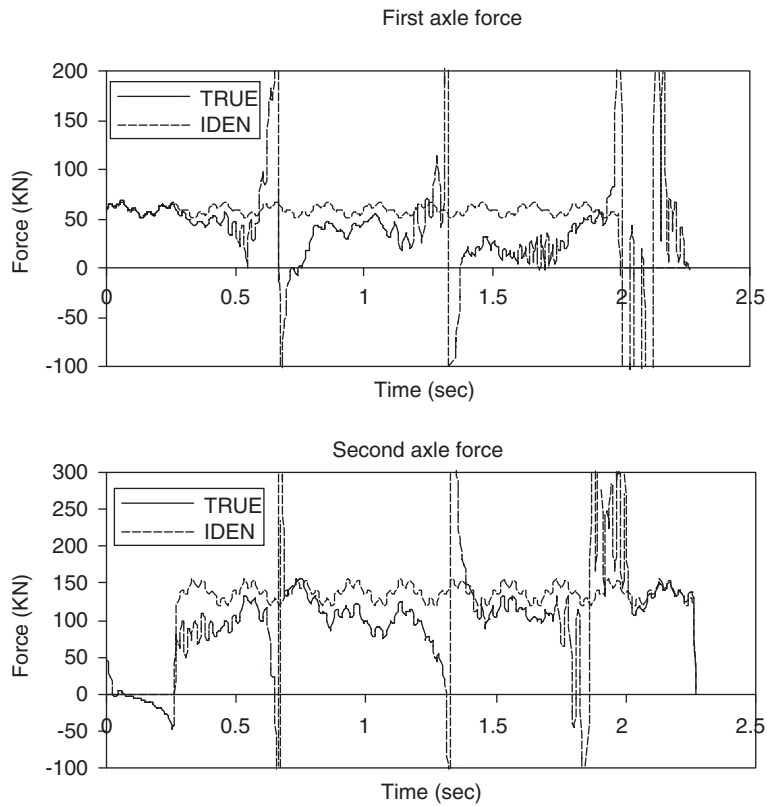 First axle force
200
150
100
50
0
-50
-100
Force (KN)
TRUE
IDEN
0 0.5 1 1.5 2 2.5
Time (sec)
Second axle force
300
250
200
150
100
50
0
-50
-100
Force (KN)
TRUE
IDEN
0 0.5 1 1.5 2 2.5
Time (sec)